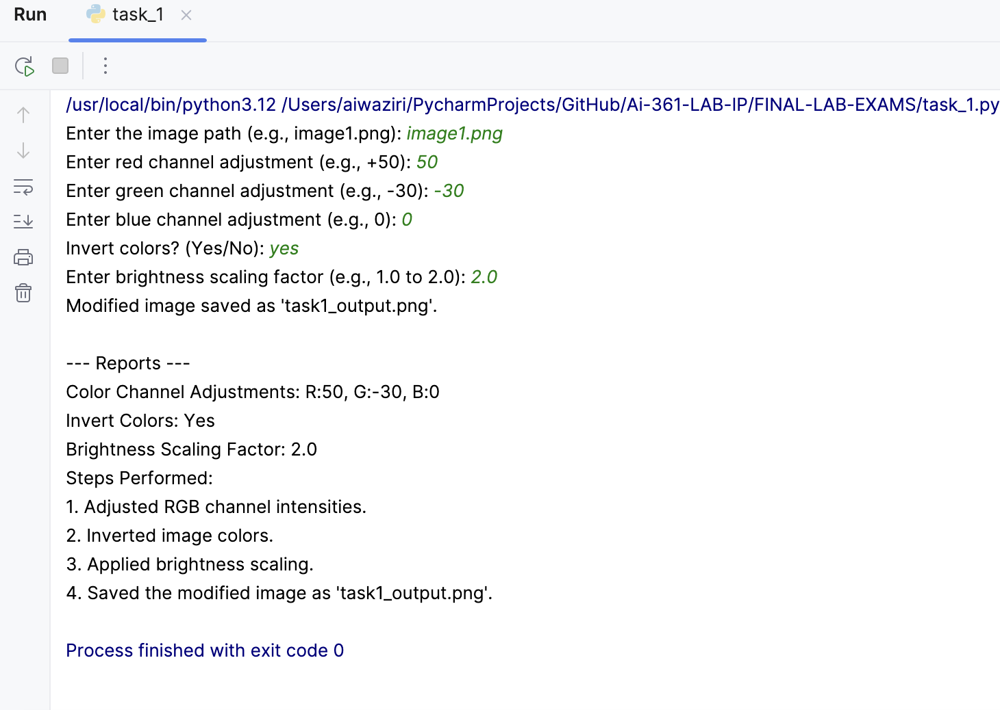 Run task_1
/usr/local/bin/python3.12 /Users/aiwaziri/PycharmProjects/GitHub/Ai-361-LAB-IP/FINAL-LAB-EXAMS/task_1.py
Enter the image path (e.g., image1.png): image1.png
Enter red channel adjustment (e.g., +50): 50
Enter green channel adjustment (e.g., -30): -30
Enter blue channel adjustment (e.g., 0): 0
Invert colors? (Yes/No): yes
Enter brightness scaling factor (e.g., 1.0 to 2.0): 2.0
Modified image saved as 'task1_output.png'.
--- Reports ---
Color Channel Adjustments: R:50, G:-30, B:0
Invert Colors: Yes
Brightness Scaling Factor: 2.0
Steps Performed:
1. Adjusted RGB channel intensities.
2. Inverted image colors.
3. Applied brightness scaling.
4. Saved the modified image as 'task1_output.png'.
Process finished with exit code 0